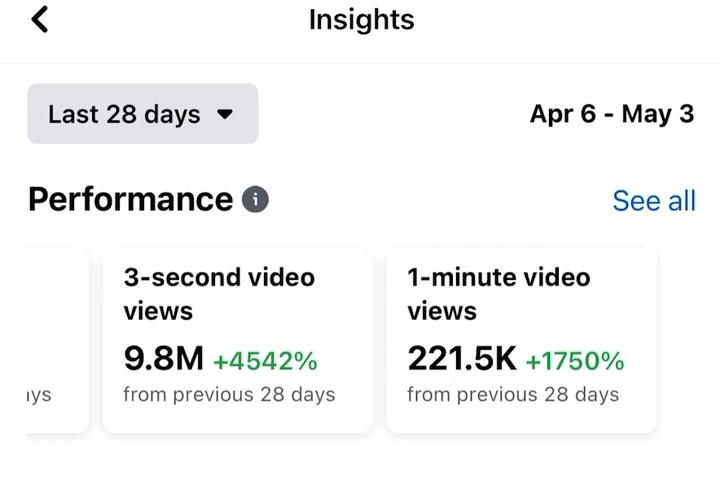 Insights
Last 28 days
Apr 6 - May 3
Performance
See all
3-second video
views
9.8M +4542%
from previous 28 days
1-minute video
views
221.5K +1750%
from previous 28 days